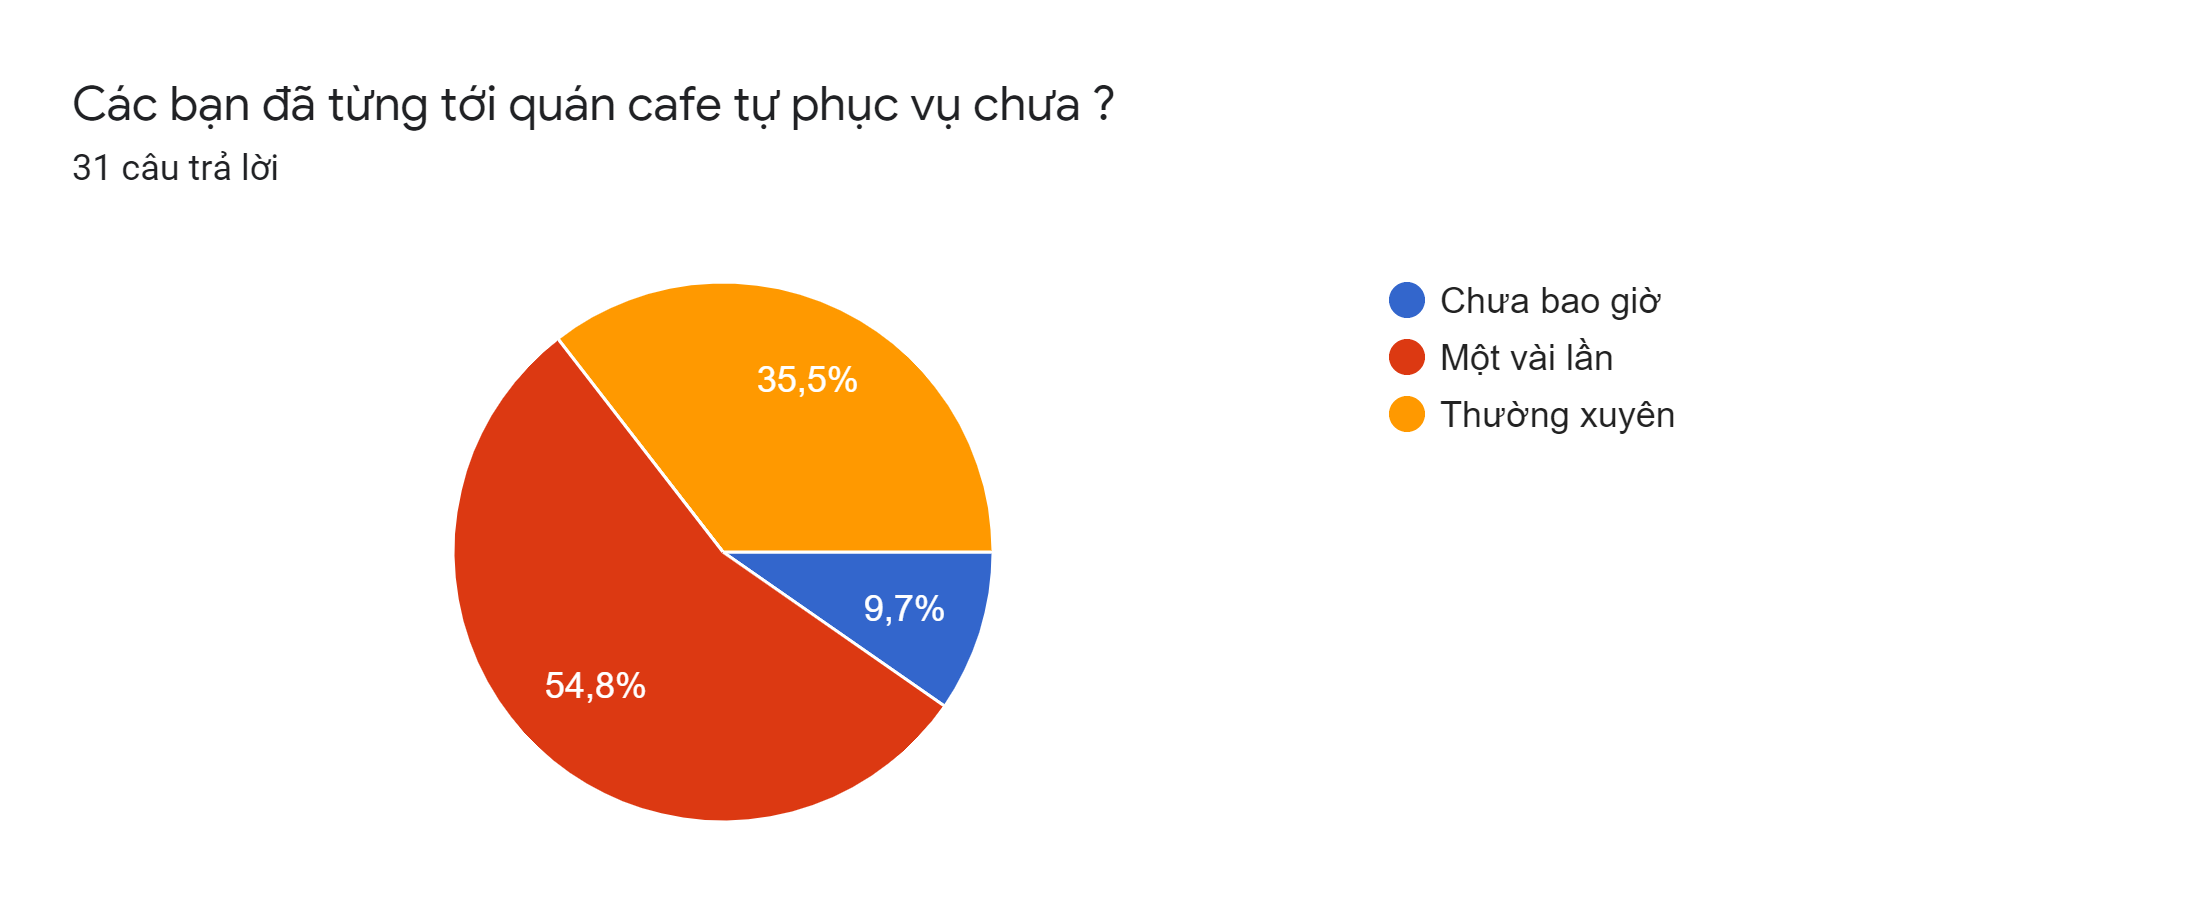 Các bạn đã từng tới quán cafe tự phục vụ chưa ?
31 câu trả lời
35,5%
9,7%
54,8%
Chưa bao giờ
Một vài lần
Thường xuyên